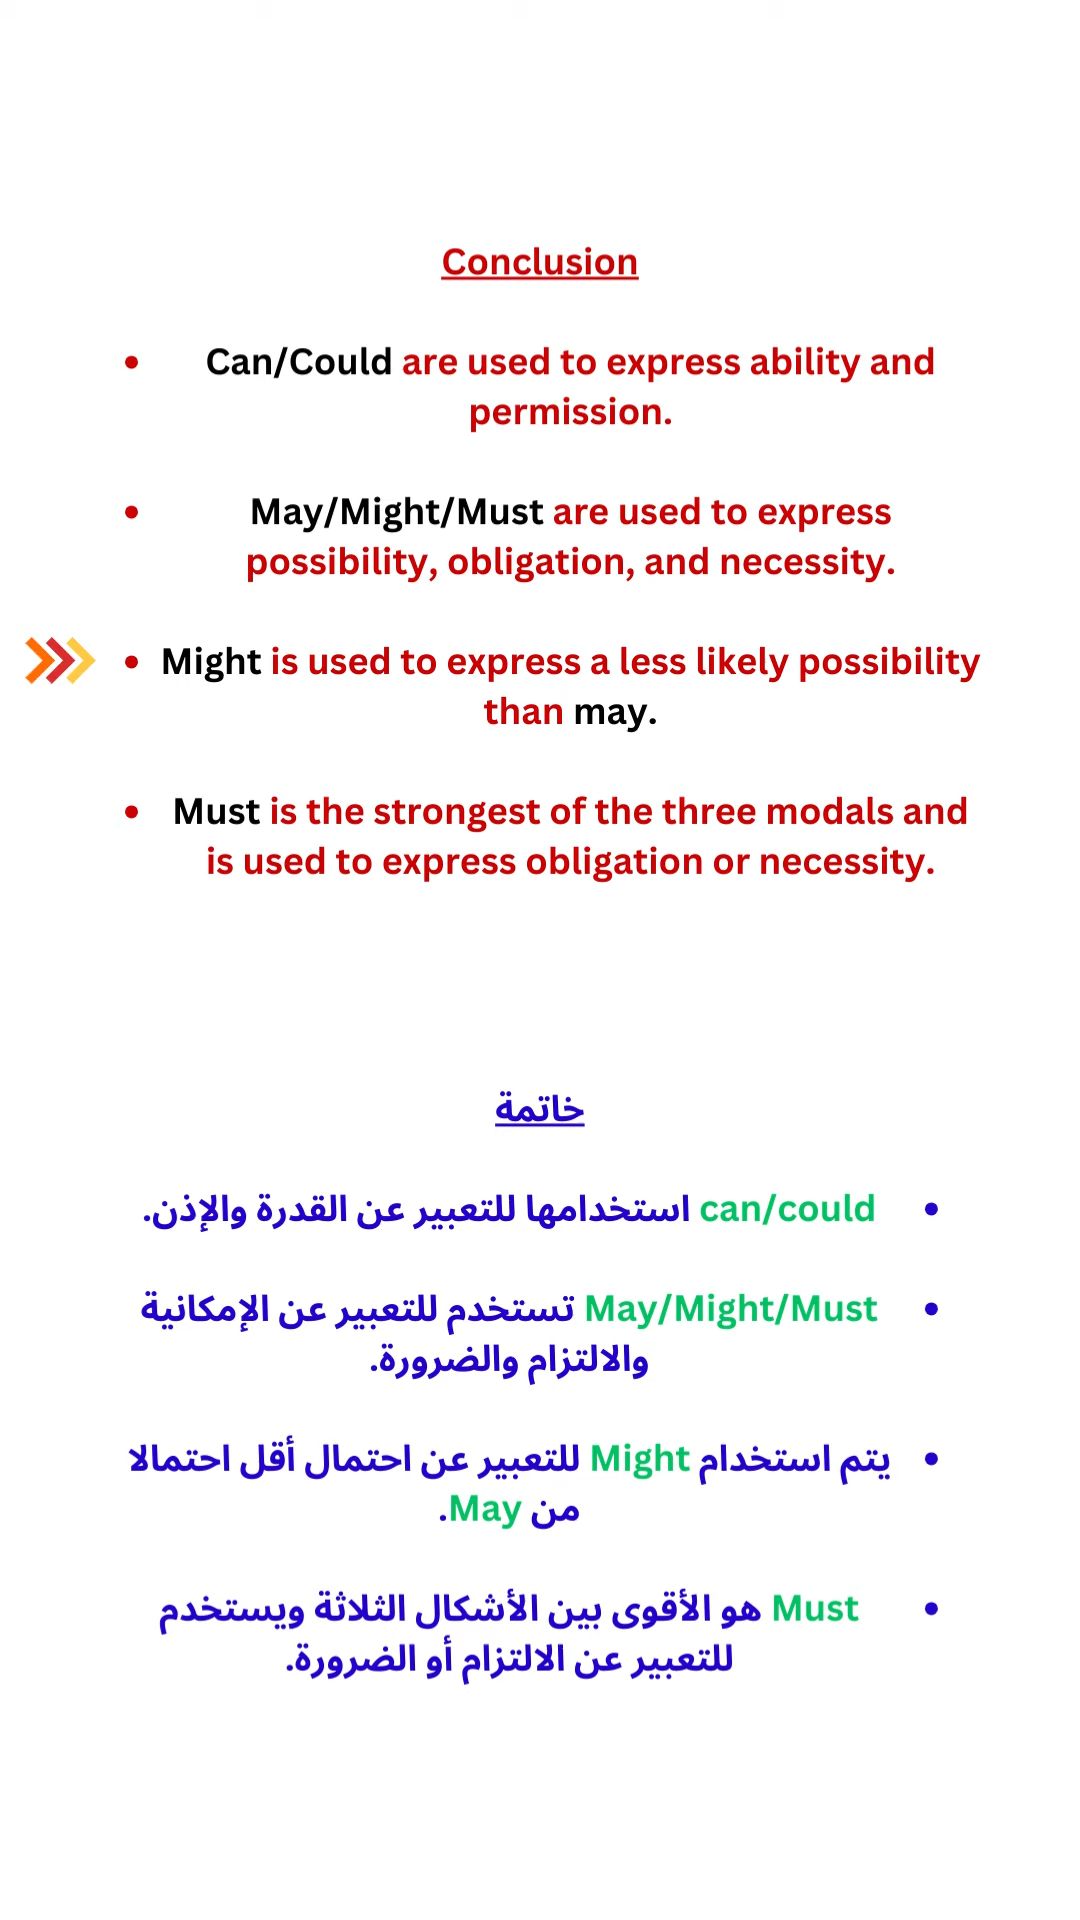 Conclusion
• Can/Could are used to express ability and
permission.
• May/Might/Must are used to express
possibility, obligation, and necessity.
• Might is used to express a less likely possibility
than may.
• Must is the strongest of the three modals and
is used to express obligation or necessity.
خاتمة
• can/could استخدامها للتعبير عن القدرة والإذن.
• May/Might/Must تستخدم للتعبير عن الإمكانية
والالتزام والضرورة.
• يتم استخدام Might للتعبير عن احتمال أقل احتمالا
من May.
• Must هو الأقوى بين الأشكال الثلاثة ويستخدم
للتعبير عن الالتزام أو الضرورة.